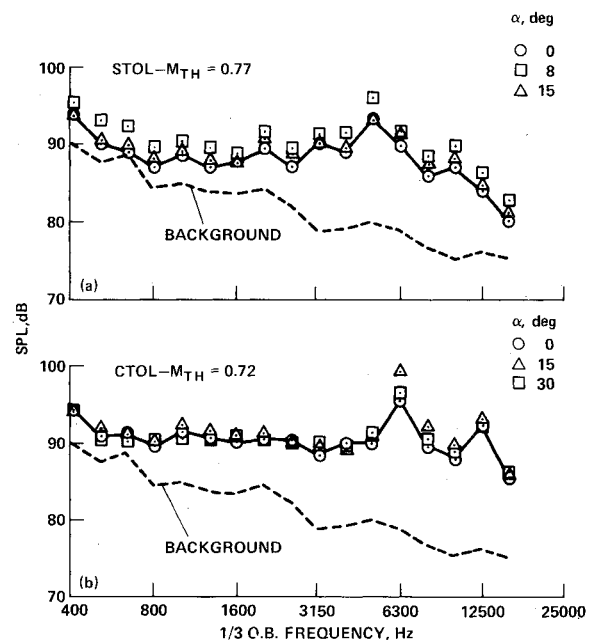 α, deg
○ 0
□ 8
△ 15
STOL–M_TH = 0.77
100
90
80
70
BACKGROUND
(a)
SPL, dB
α, deg
○ 0
△ 15
□ 30
CTOL–M_TH = 0.72
100
90
80
70
BACKGROUND
(b)
400 800 1600 3150 6300 12500 25000
1/3 O.B. FREQUENCY, Hz